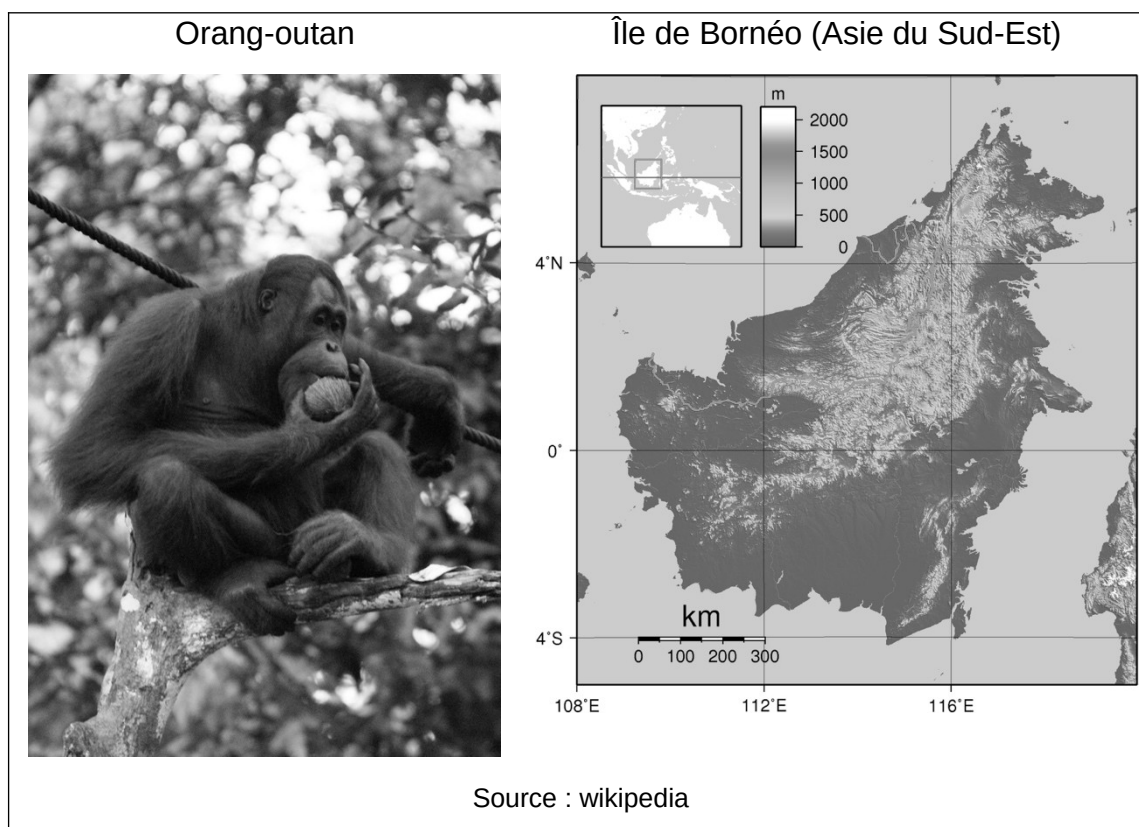 Orang-outan
Île de Bornéo (Asie du Sud-Est)
m
2000
1500
1000
500
0
4°N
0°
4°S
km
0 100 200 300
108°E 112°E 116°E
Source : wikipedia